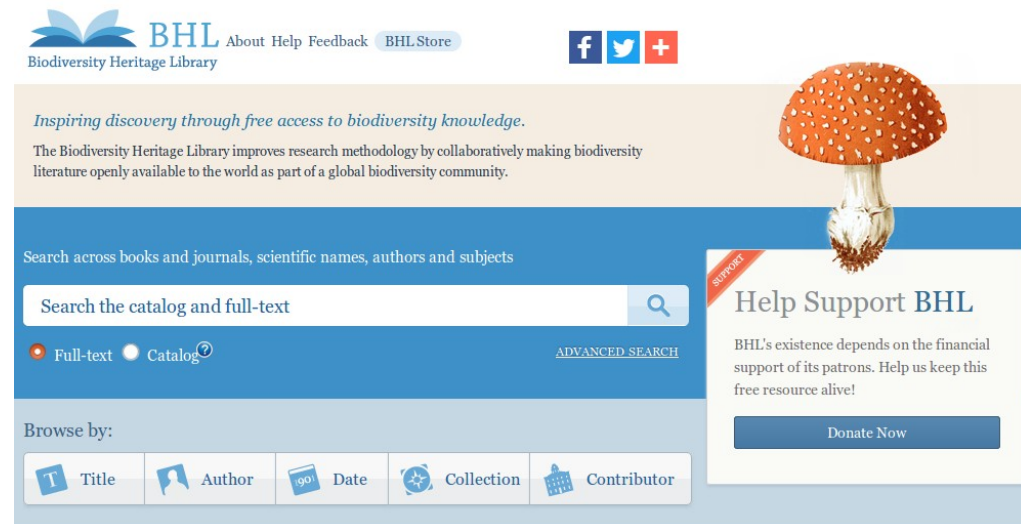 BHL
Biodiversity Heritage Library
About Help Feedback BHL Store
f
Inspiring discovery through free access to biodiversity knowledge.
The Biodiversity Heritage Library improves research methodology by collaboratively making biodiversity
literature openly available to the world as part of a global biodiversity community.
Search across books and journals, scientific names, authors and subjects
Search the catalog and full-text
Full-text Catalog ?
ADVANCED SEARCH
SUPPORT
Help Support BHL
BHL's existence depends on the financial
support of its patrons. Help us keep this
free resource alive!
Donate Now
Browse by:
T Title Author 1901 Date Collection Contributor